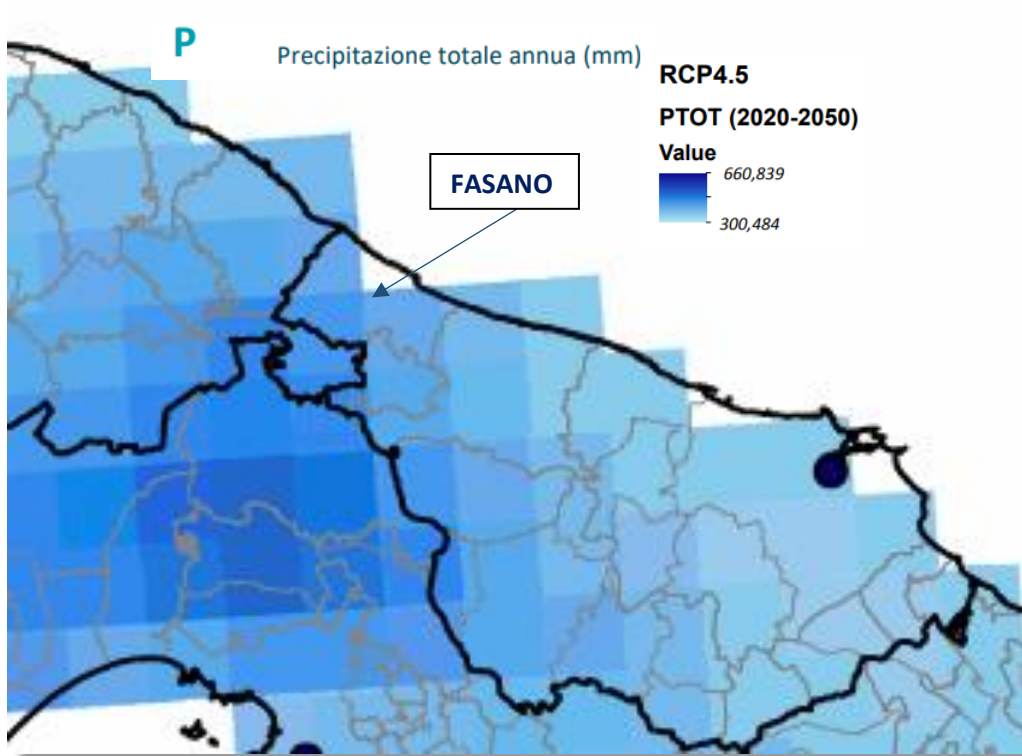 P
Precipitazione totale annua (mm)
RCP4.5
PTOT (2020-2050)
Value
660,839
300,484
FASANO